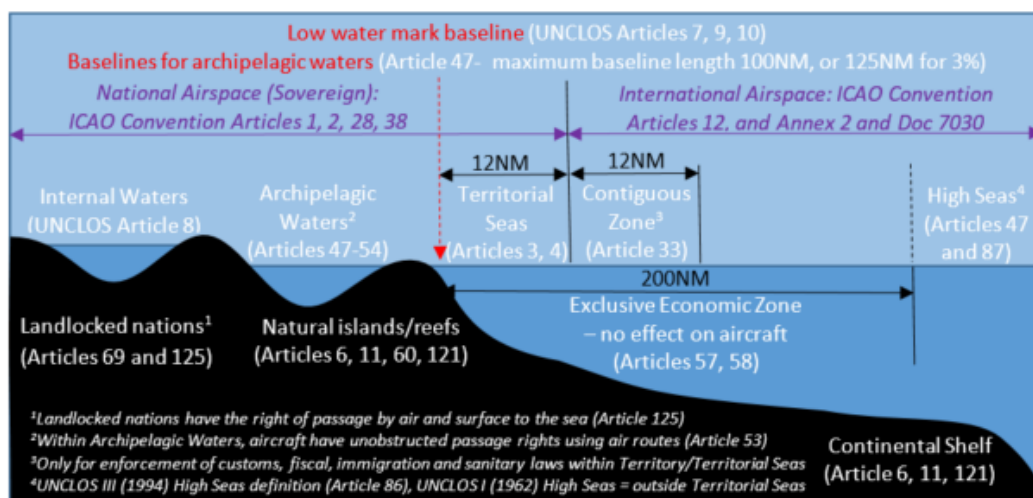 Low water mark baseline (UNCLOS Articles 7, 9, 10)
Baselines for archipelagic waters (Article 47- maximum baseline length 100NM, or 125NM for 3%)
National Airspace (Sovereign):
ICAO Convention Articles 1, 2, 28, 38
International Airspace: ICAO Convention
Articles 12, and Annex 2 and Doc 7030
12NM
12NM
Internal Waters
(UNCLOS Article 8)
Archipelagic
Waters²
(Articles 47-54)
Territorial
Seas
(Articles 3, 4)
Contiguous
Zone³
(Article 33)
High Seas⁴
(Articles 47
and 87)
200NM
Exclusive Economic Zone
– no effect on aircraft
(Articles 57, 58)
Landlocked nations¹
(Articles 69 and 125)
Natural islands/reefs
(Articles 6, 11, 60, 121)
¹Landlocked nations have the right of passage by air and surface to the sea (Article 125)
²Within Archipelagic Waters, aircraft have unobstructed passage rights using air routes (Article 53)
³Only for enforcement of customs, fiscal, immigration and sanitary laws within Territory/Territorial Seas
⁴UNCLOS III (1994) High Seas definition (Article 86), UNCLOS I (1962) High Seas = outside Territorial Seas
Continental Shelf
(Article 6, 11, 121)